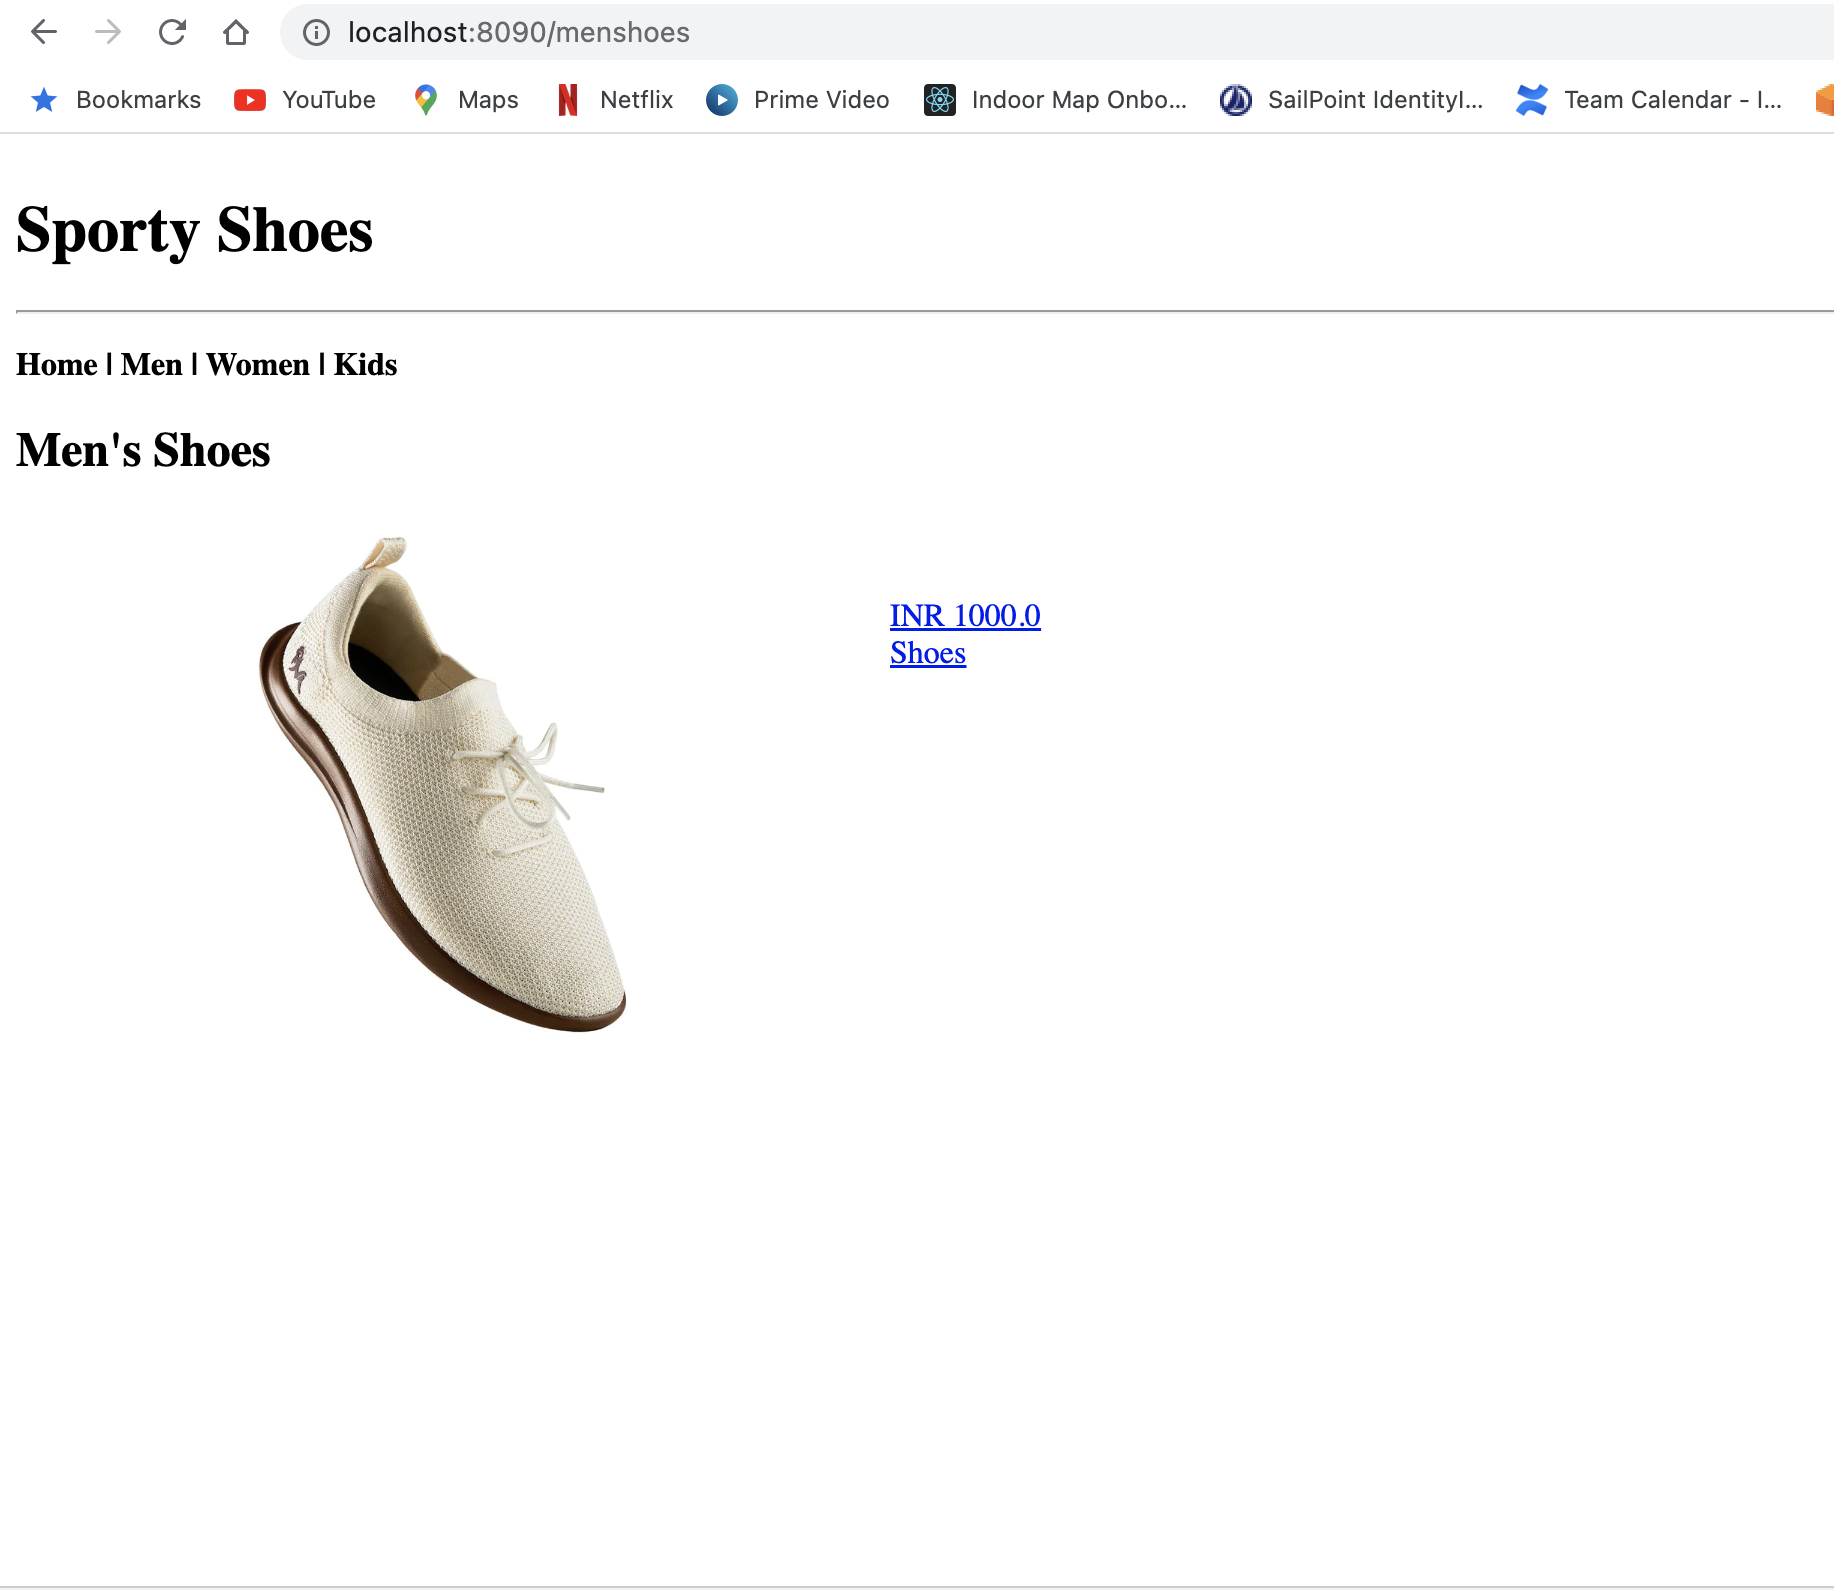 localhost:8090/menshoes
Bookmarks YouTube Maps Netflix Prime Video Indoor Map Onbo... SailPoint IdentityI... Team Calendar - I...
Sporty Shoes
Home | Men | Women | Kids
Men's Shoes
INR 1000.0
Shoes